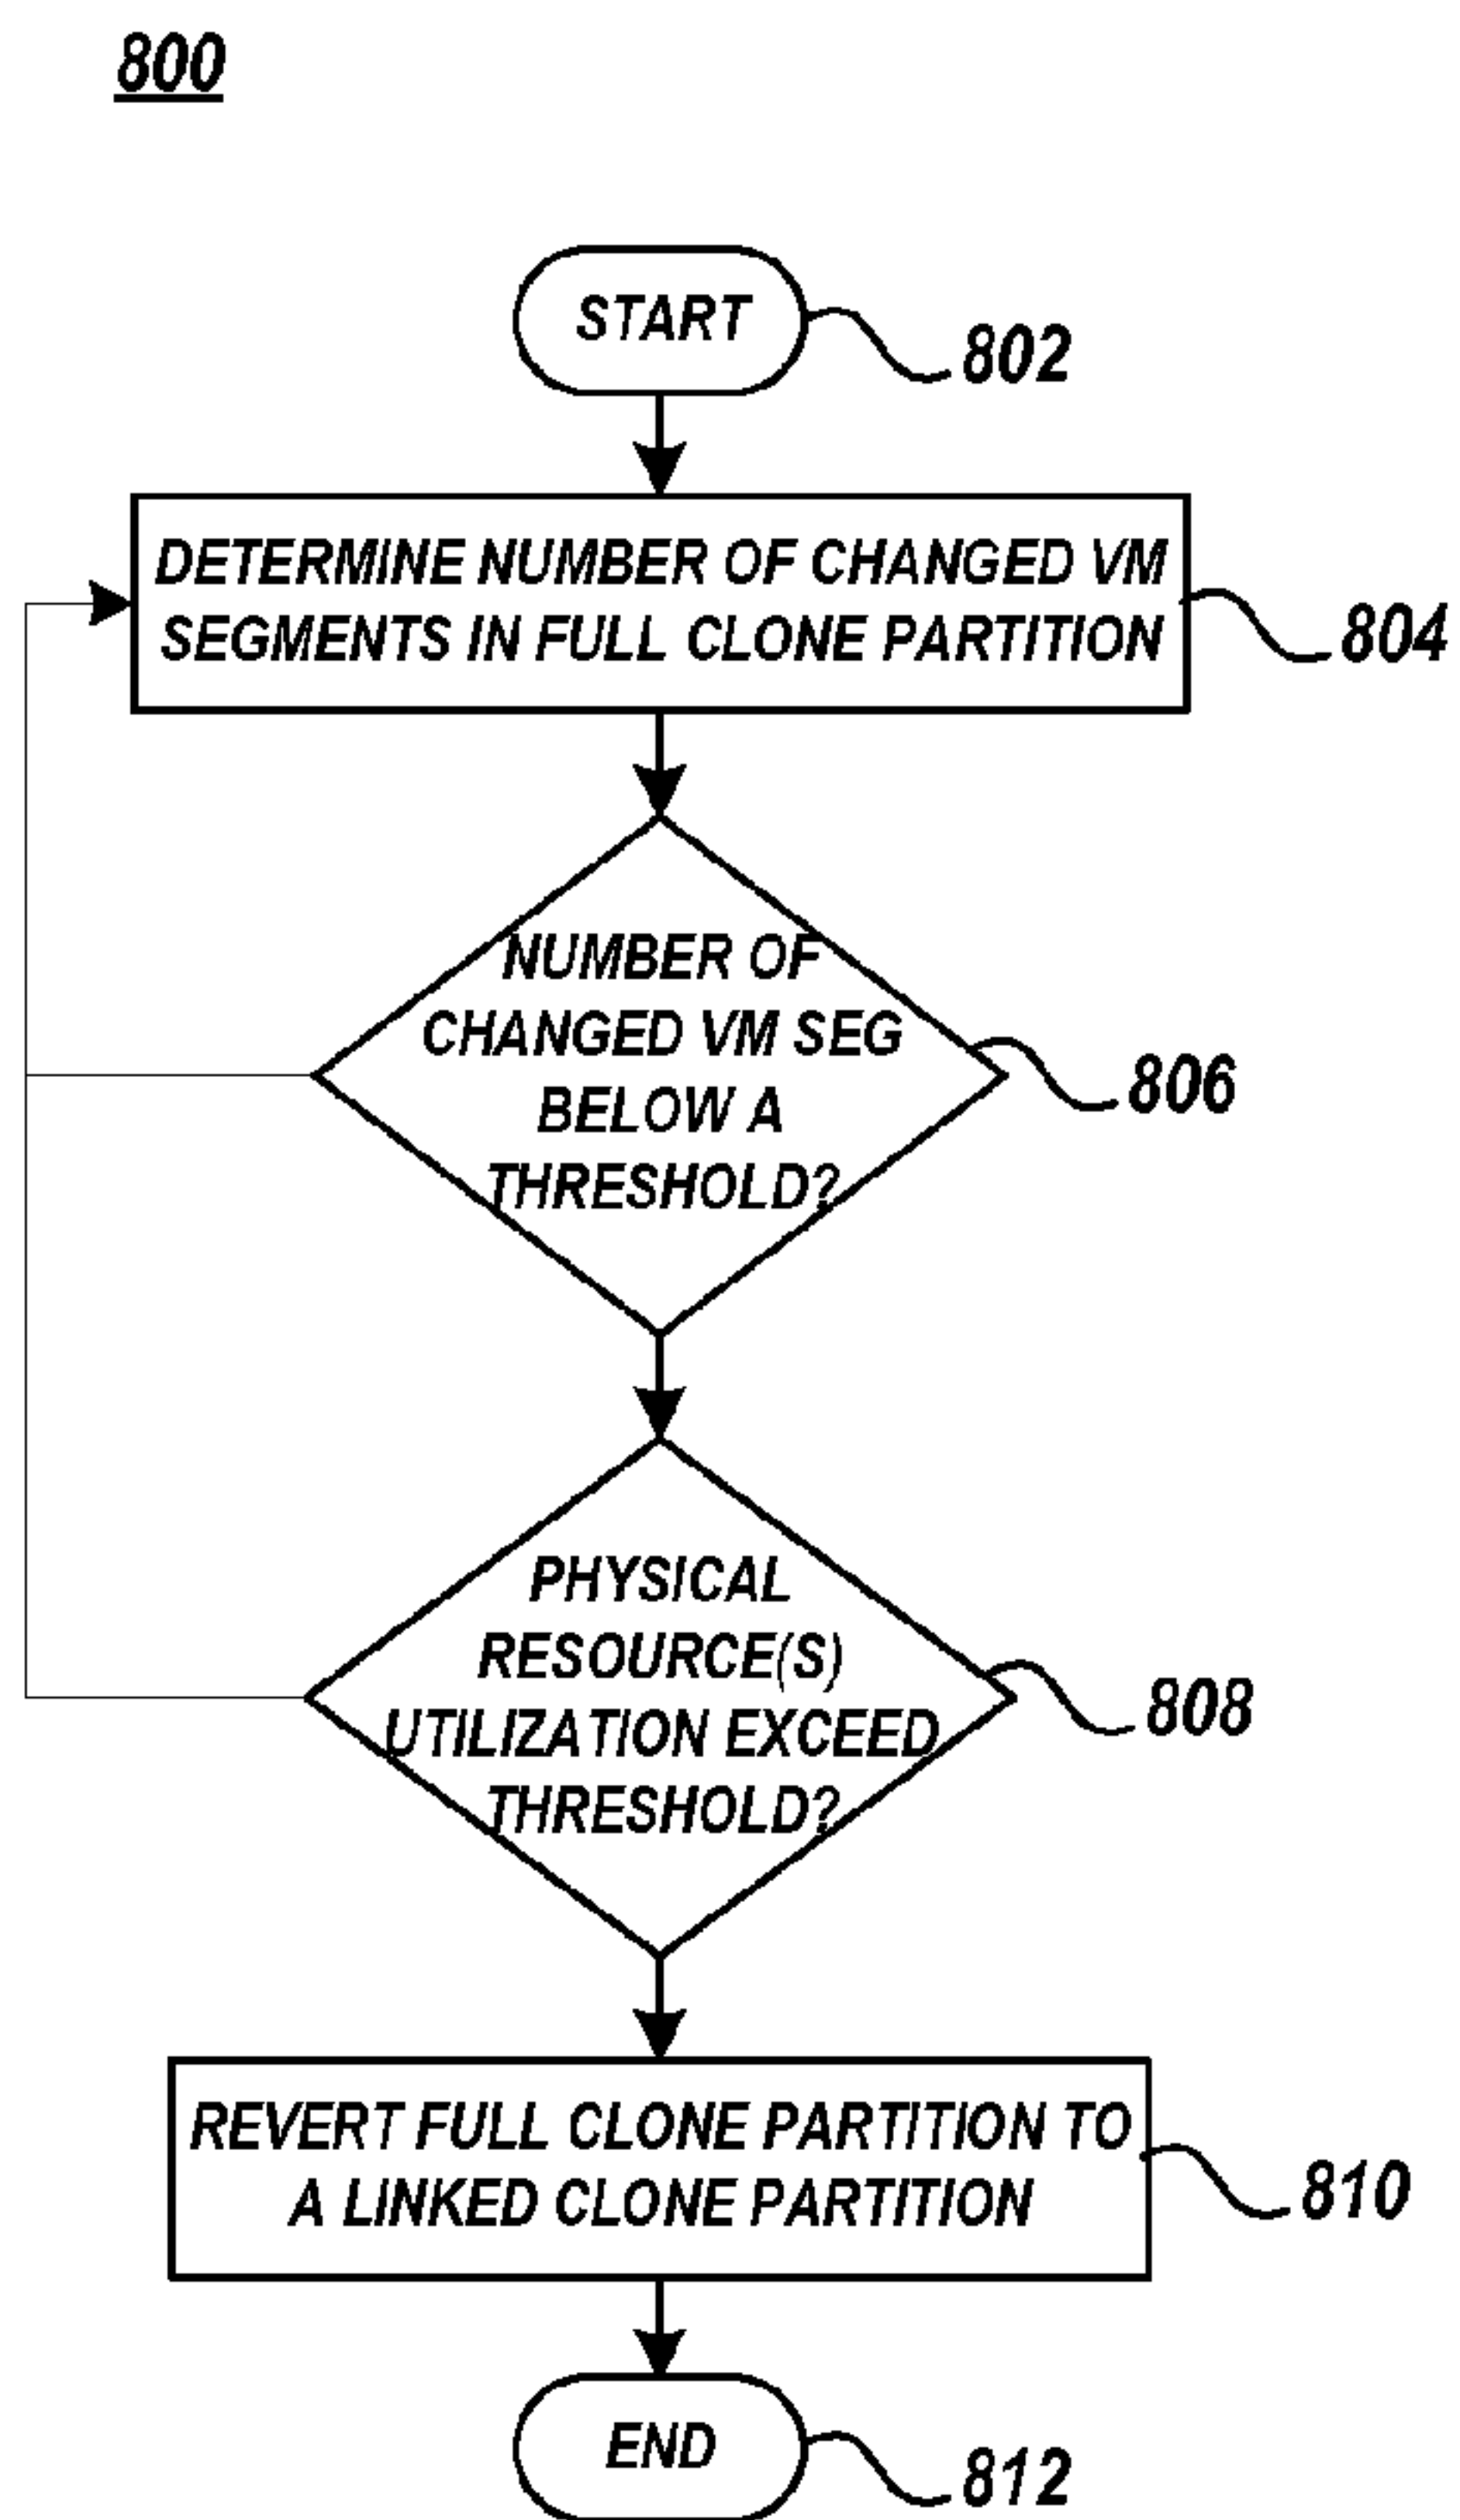 800
START
802
DETERMINE NUMBER OF CHANGED VM
SEGMENTS IN FULL CLONE PARTITION
804
NUMBER OF
CHANGED VM SEG
BELOW A
THRESHOLD?
806
PHYSICAL
RESOURCE(S)
UTILIZATION EXCEED
THRESHOLD?
808
REVERT FULL CLONE PARTITION TO
A LINKED CLONE PARTITION
810
END
812